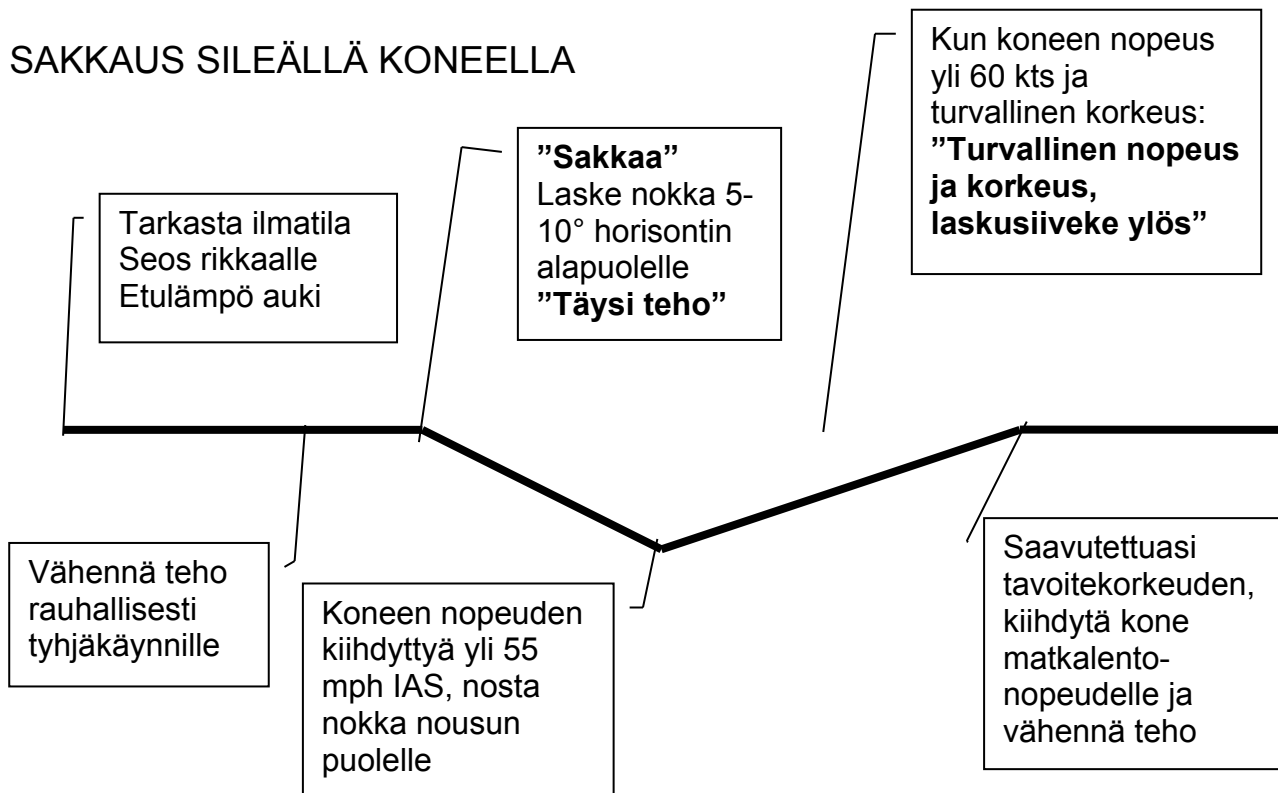 SAKKAUS SILEÄLLÄ KONEELLA
Tarkasta ilmatila
Seos rikkaalle
Etulämpö auki
Vähennä teho
rauhallisesti
tyhjäkäynnille
”Sakkaa”
Laske nokka 5-
10° horisontin
alapuolelle
”Täysi teho”
Koneen nopeuden
kiihdyttyä yli 55
mph IAS, nosta
nokka nousun
puolelle
Kun koneen nopeus
yli 60 kts ja
turvallinen korkeus:
”Turvallinen nopeus
ja korkeus,
laskusiiveke ylös”
Saavutettuasi
tavoitekorkeuden,
kiihdytä kone
matkalento-
nopeudelle ja
vähennä teho